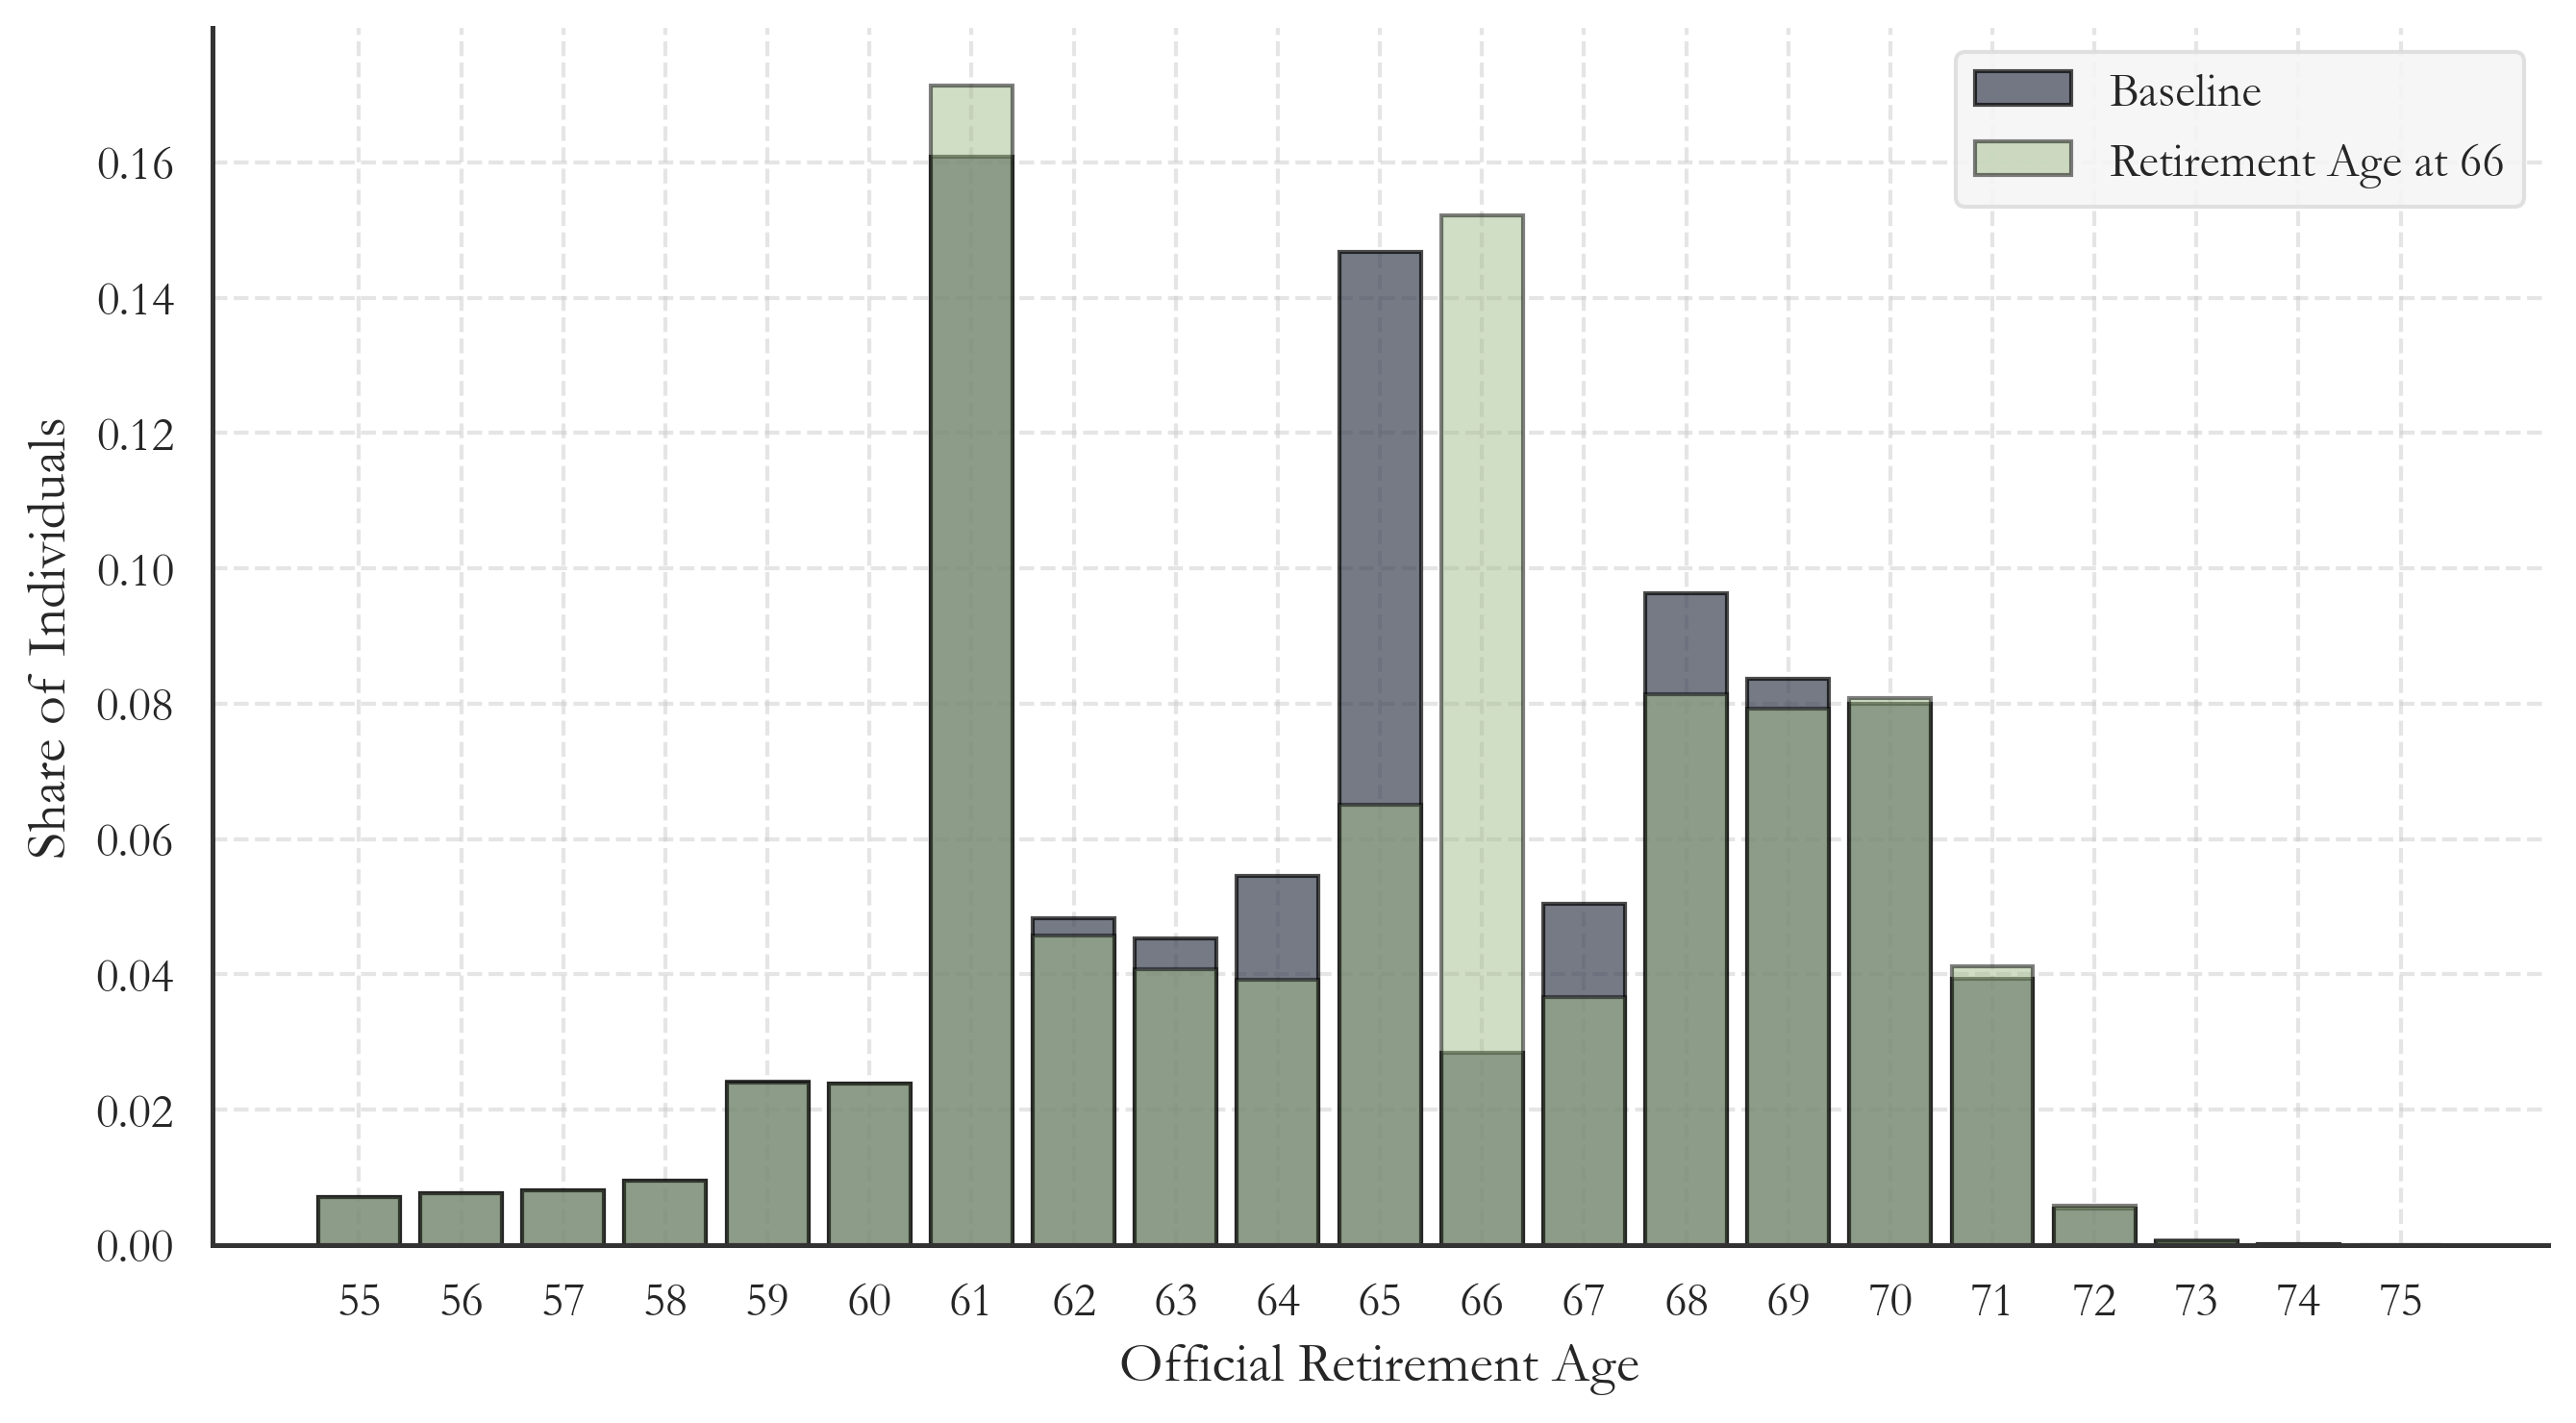 Baseline
Retirement Age at 66
Share of Individuals
0.16
0.14
0.12
0.10
0.08
0.06
0.04
0.02
0.00
55 56 57 58 59 60 61 62 63 64 65 66 67 68 69 70 71 72 73 74 75
Official Retirement Age